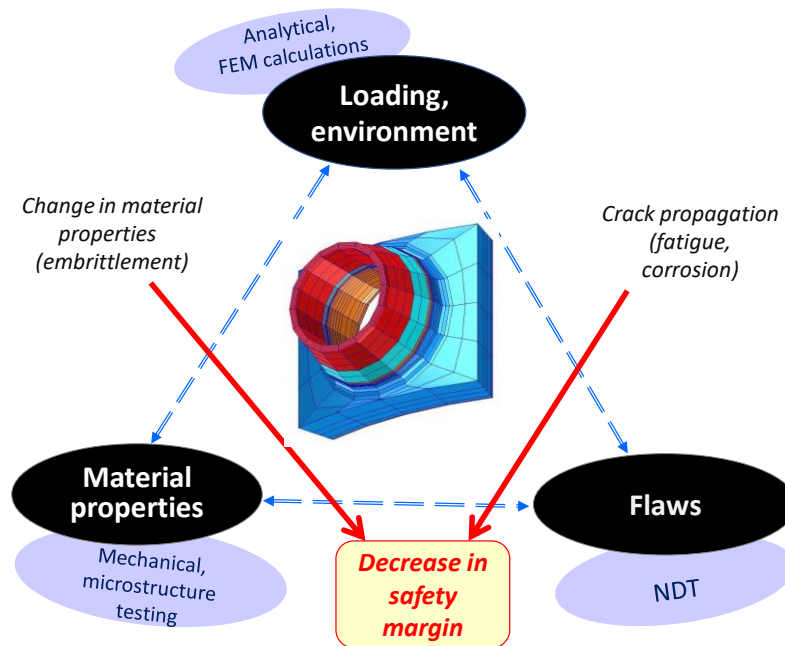 Analytical,
FEM calculations
Loading,
environment
Change in material
properties
(embrittlement)
Crack propagation
(fatigue,
corrosion)
Material
properties
Flaws
Mechanical,
microstructure
testing
Decrease in
safety
margin
NDT